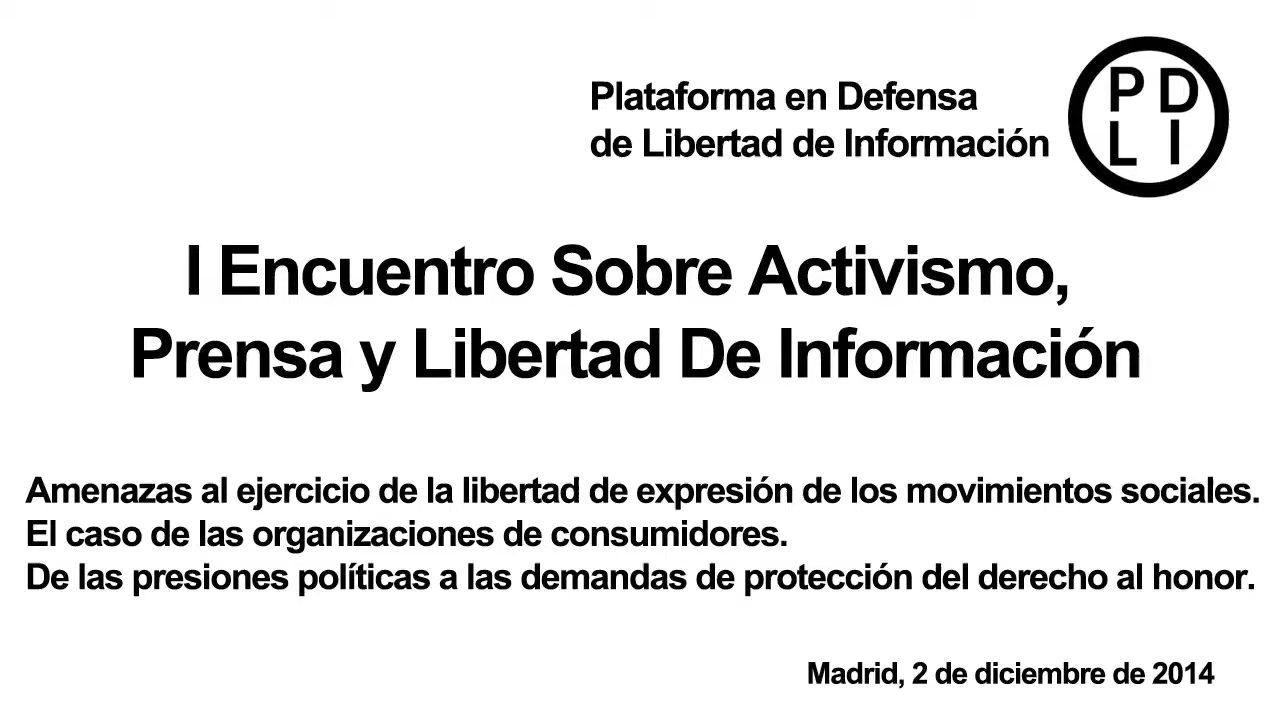 Plataforma en Defensa
de Libertad de Información
P D
L I
I Encuentro Sobre Activismo,
Prensa y Libertad De Información
Amenazas al ejercicio de la libertad de expresión de los movimientos sociales.
El caso de las organizaciones de consumidores.
De las presiones políticas a las demandas de protección del derecho al honor.
Madrid, 2 de diciembre de 2014